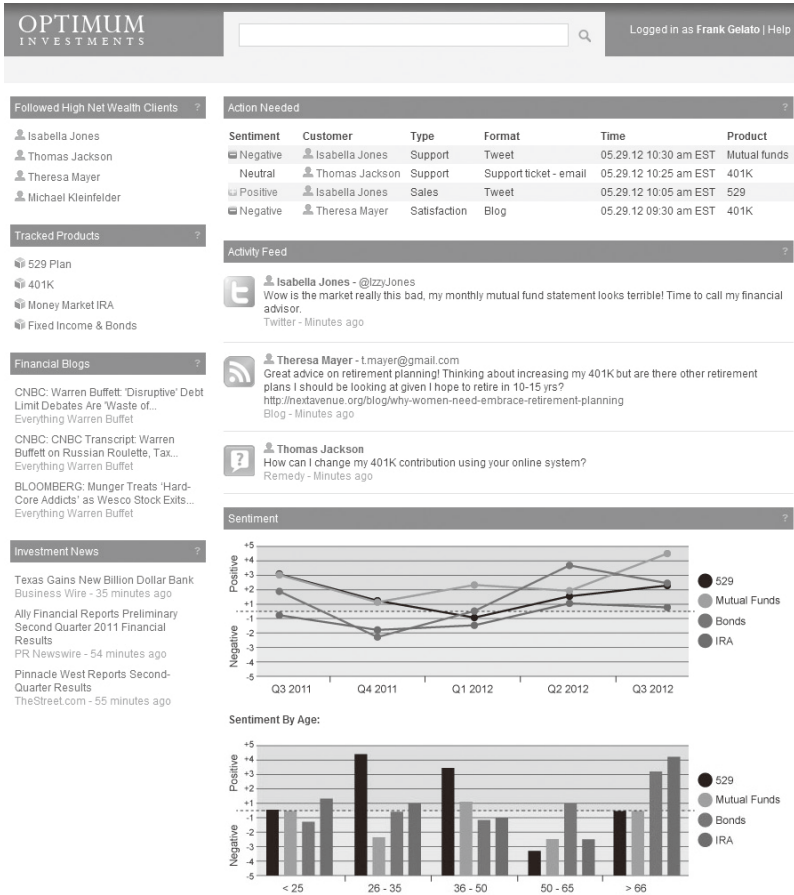 OPTIMUM
INVESTMENTS
Logged in as Frank Gelato | Help
Followed High Net Wealth Clients ?
Isabella Jones
Thomas Jackson
Theresa Mayer
Michael Kleinfelder
Tracked Products ?
529 Plan
401K
Money Market IRA
Fixed Income & Bonds
Financial Blogs ?
CNBC: Warren Buffett: 'Disruptive' Debt
Limit Debates Are 'Waste of...
Everything Warren Buffet
CNBC: CNBC Transcript: Warren
Buffett on Russian Roulette, Tax...
Everything Warren Buffet
BLOOMBERG: Munger Treats 'Hard-
Core Addicts' as Wesco Stock Exits...
Everything Warren Buffet
Investment News ?
Texas Gains New Billion Dollar Bank
Business Wire - 35 minutes ago
Ally Financial Reports Preliminary
Second Quarter 2011 Financial
Results
PR Newswire - 54 minutes ago
Pinnacle West Reports Second-
Quarter Results
TheStreet.com - 55 minutes ago
Action Needed ?
Sentiment Customer Type Format Time Product
Negative Isabella Jones Support Tweet 05.29.12 10:30 am EST Mutual funds
Neutral Thomas Jackson Support Support ticket - email 05.29.12 10:25 am EST 401K
Positive Isabella Jones Sales Tweet 05.29.12 10:05 am EST 529
Negative Theresa Mayer Satisfaction Blog 05.29.12 09:30 am EST 401K
Activity Feed ?
Isabella Jones - @IzzyJones
Wow is the market really this bad, my monthly mutual fund statement looks terrible! Time to call my financial
advisor.
Twitter - Minutes ago
Theresa Mayer - t.mayer@gmail.com
Great advice on retirement planning! Thinking about increasing my 401K but are there other retirement
plans I should be looking at given I hope to retire in 10-15 yrs?
http://nextavenue.org/blog/why-women-need-embrace-retirement-planning
Blog - Minutes ago
Thomas Jackson
How can I change my 401K contribution using your online system?
Remedy - Minutes ago
Sentiment ?
Positive
Negative
+5
+4
+3
+2
+1
-1
-2
-3
-4
-5
Q3 2011 Q4 2011 Q1 2012 Q2 2012 Q3 2012
529
Mutual Funds
Bonds
IRA
Sentiment By Age:
Positive
Negative
+5
+4
+3
+2
+1
-1
-2
-3
-4
-5
< 25 26 - 35 36 - 50 50 - 65 > 66
529
Mutual Funds
Bonds
IRA